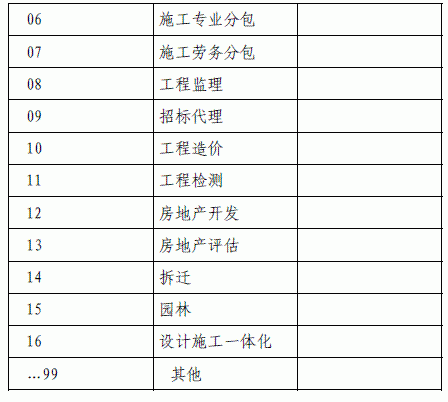 06 施工专业分包
07 施工劳务分包
08 工程监理
09 招标代理
10 工程造价
11 工程检测
12 房地产开发
13 房地产评估
14 拆迁
15 园林
16 设计施工一体化
…99 其他